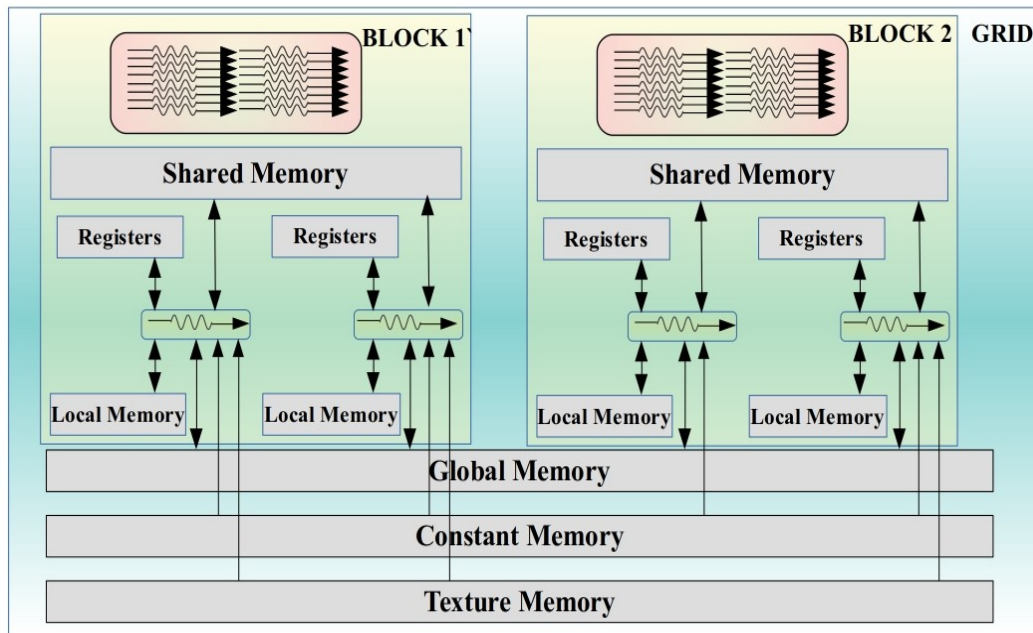 BLOCK 1`
BLOCK 2
GRID
Shared Memory
Shared Memory
Registers
Registers
Registers
Registers
Local Memory
Local Memory
Local Memory
Local Memory
Global Memory
Constant Memory
Texture Memory